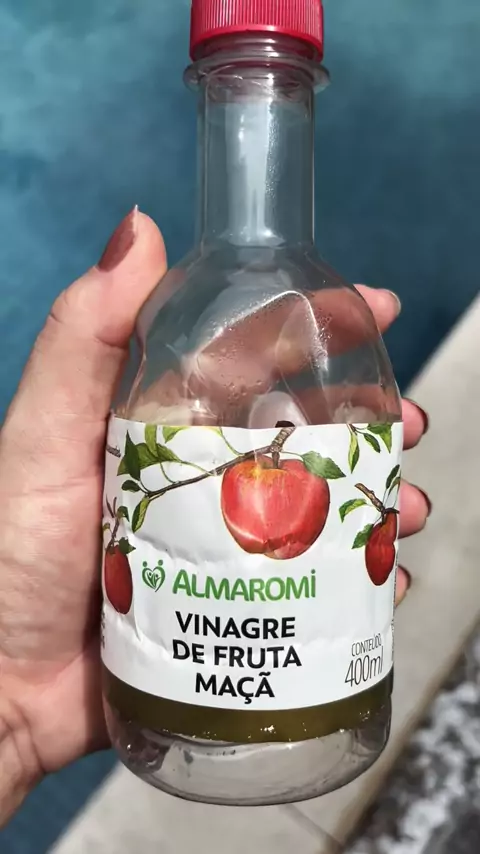 ALMAROMI
VINAGRE
DE FRUTA
MAÇÃ
CONTEÚDO
400ml